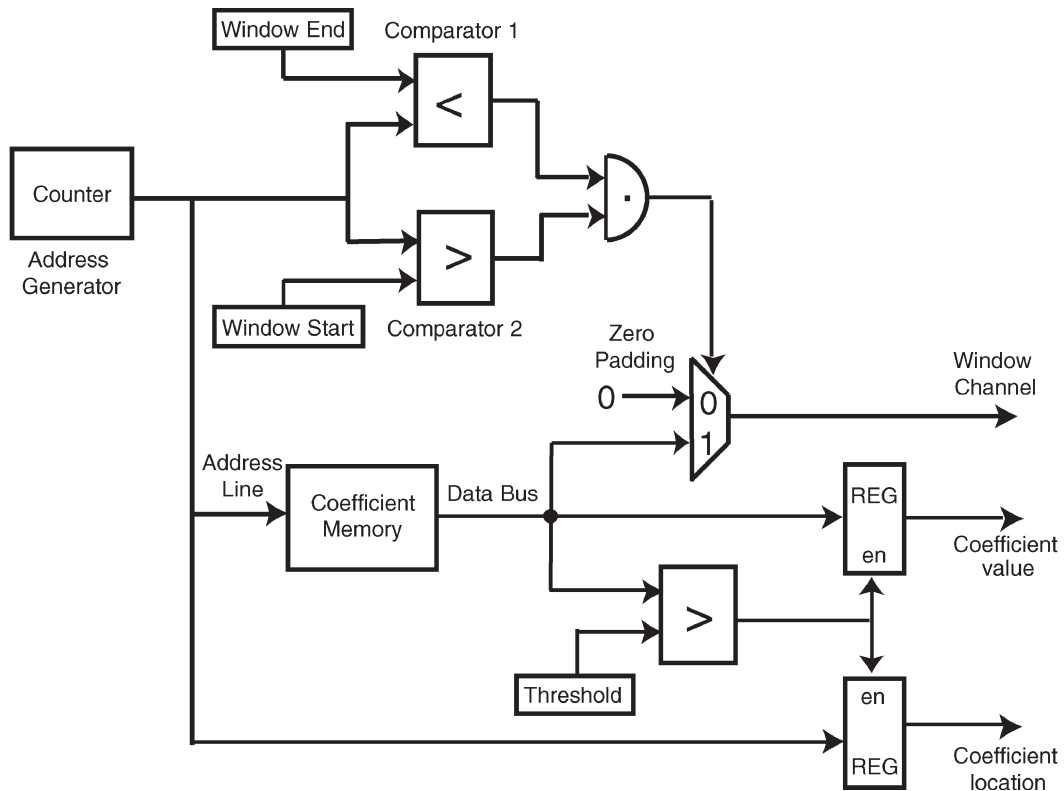 Window End
Comparator 1
<
Counter
Address
Generator
.
>
Window Start
Comparator 2
Zero
Padding
0
0
1
Window
Channel
Address
Line
Coefficient
Memory
Data Bus
REG
en
Coefficient
value
>
Threshold
en
REG
Coefficient
location